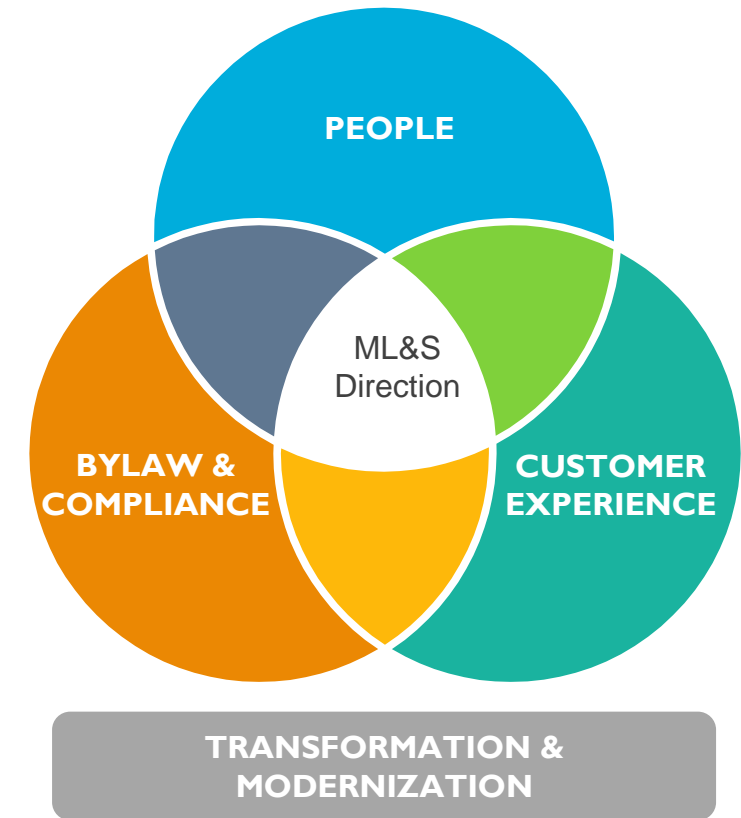 PEOPLE
ML&S
Direction
BYLAW &
COMPLIANCE
CUSTOMER
EXPERIENCE
TRANSFORMATION &
MODERNIZATION